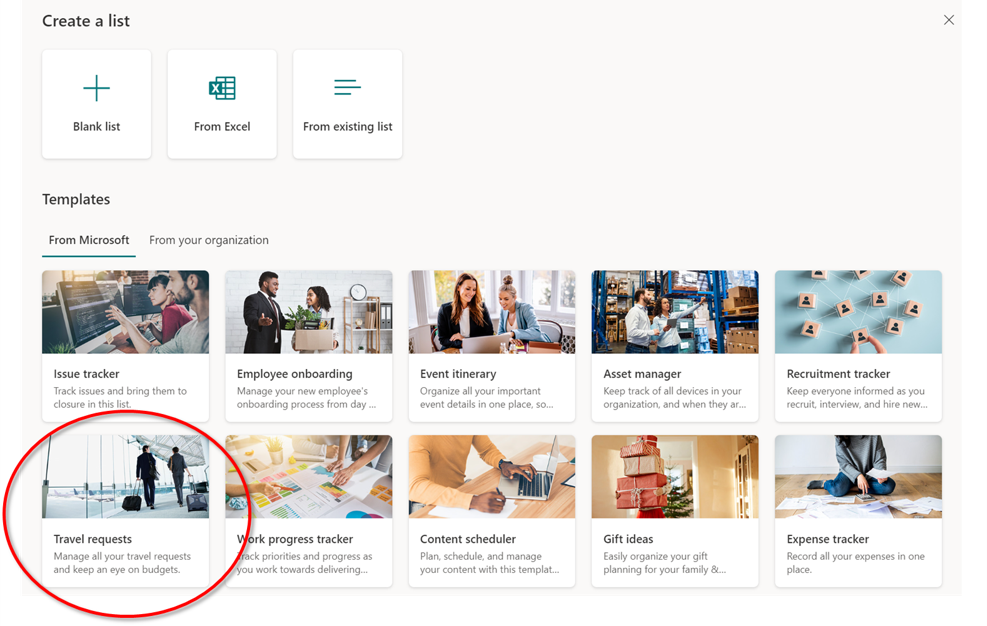 Create a list
Blank list
From Excel
From existing list
Templates
From Microsoft
From your organization
Issue tracker
Track issues and bring them to
closure in this list.
Employee onboarding
Manage your new employee's
onboarding process from day ...
Event itinerary
Organize all your important
event details in one place, so...
Asset manager
Keep track of all devices in your
organization, and when they ar...
Recruitment tracker
Keep everyone informed as you
recruit, interview, and hire new...
Travel requests
Manage all your travel requests
and keep an eye on budgets.
Work progress tracker
Track priorities and progress as
you work towards delivering...
Content scheduler
Plan, schedule, and manage
your content with this templat...
Gift ideas
Easily organize your gift
planning for your family &...
Expense tracker
Record all your expenses in one
place.